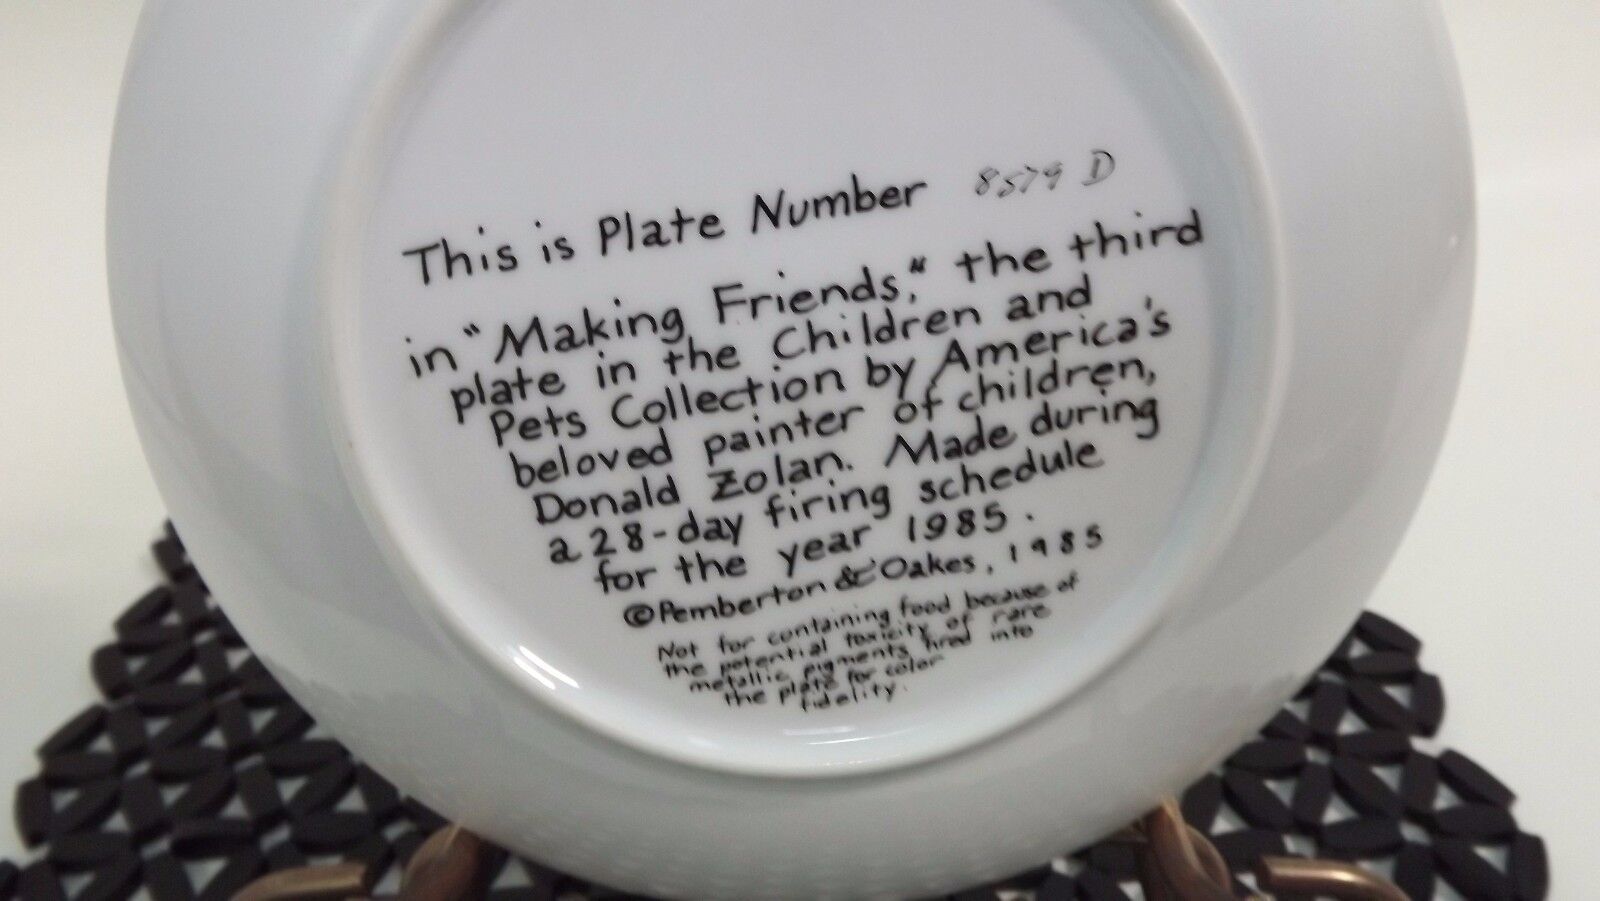 This is Plate Number 8579 D
in "Making Friends," the third
plate in the Children and
Pets Collection by America's
beloved painter of children,
Donald Zolan. Made during
a 28-day firing schedule
for the year 1985.
©Pemberton & Oakes, 1985
Not for containing food because of
the potential toxicity of rare
metallic pigments fired into
the plate for color
fidelity.